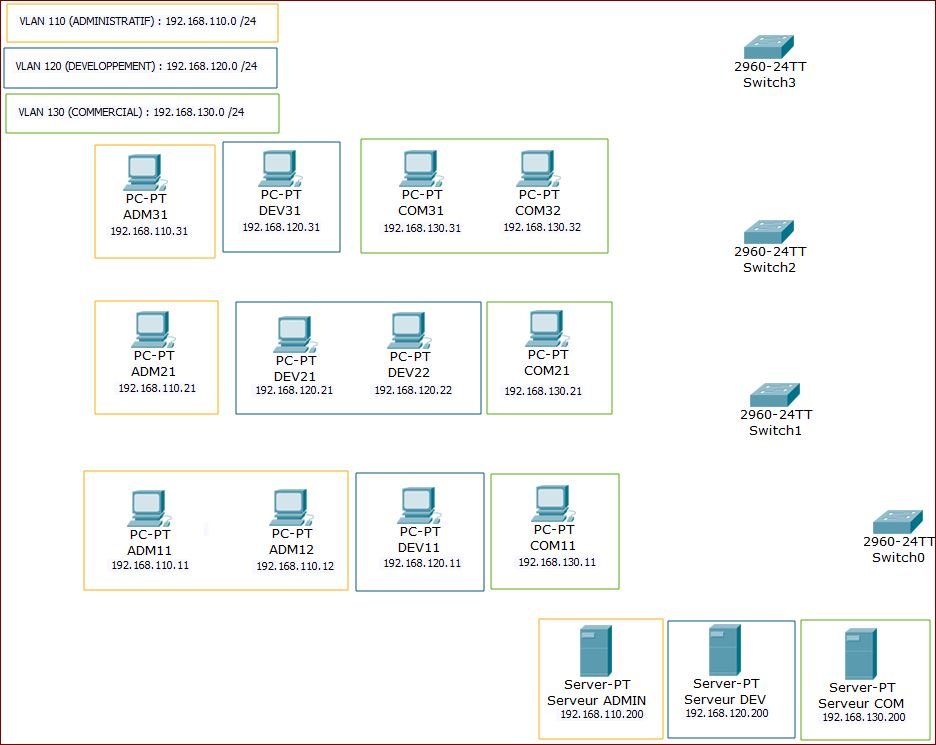 VLAN 110 (ADMINISTRATIF) : 192.168.110.0 /24
VLAN 120 (DEVELOPPEMENT) : 192.168.120.0 /24
VLAN 130 (COMMERCIAL) : 192.168.130.0 /24
2960-24TT
Switch3
PC-PT
ADM31
192.168.110.31
PC-PT
DEV31
192.168.120.31
PC-PT
COM31
192.168.130.31
PC-PT
COM32
192.168.130.32
2960-24TT
Switch2
PC-PT
ADM21
192.168.110.21
PC-PT
DEV21
192.168.120.21
PC-PT
DEV22
192.168.120.22
PC-PT
COM21
192.168.130.21
2960-24TT
Switch1
PC-PT
ADM11
192.168.110.11
PC-PT
ADM12
192.168.110.12
PC-PT
DEV11
192.168.120.11
PC-PT
COM11
192.168.130.11
2960-24TT
Switch0
Server-PT
Serveur ADMIN
192.168.110.200
Server-PT
Serveur DEV
192.168.120.200
Server-PT
Serveur COM
192.168.130.200